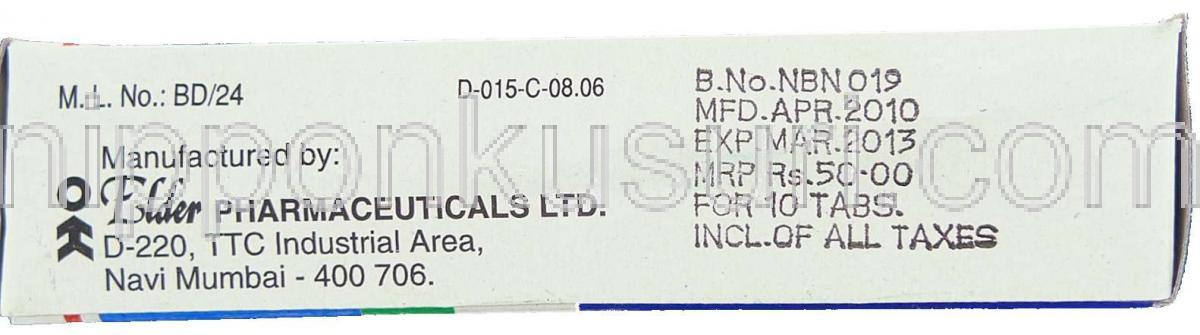 M.L. No.: BD/24
D-015-C-08.06
Manufactured by:
Elder PHARMACEUTICALS LTD.
D-220, TTC Industrial Area,
Navi Mumbai - 400 706.
B.No.NBN 019
MFD.APR.2010
EXP.MAR.2013
MRP Rs.50-00
FOR 10 TABS.
INCL.OF ALL TAXES
nipponkusuri.com